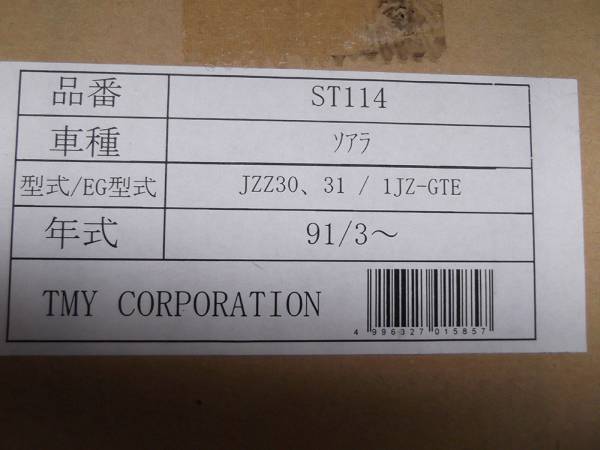 品番 ST114
車種 ｿｱﾗ
型式/EG型式 JZZ30、31 / 1JZ-GTE
年式 91/3～
TMY CORPORATION
4 996327 015857